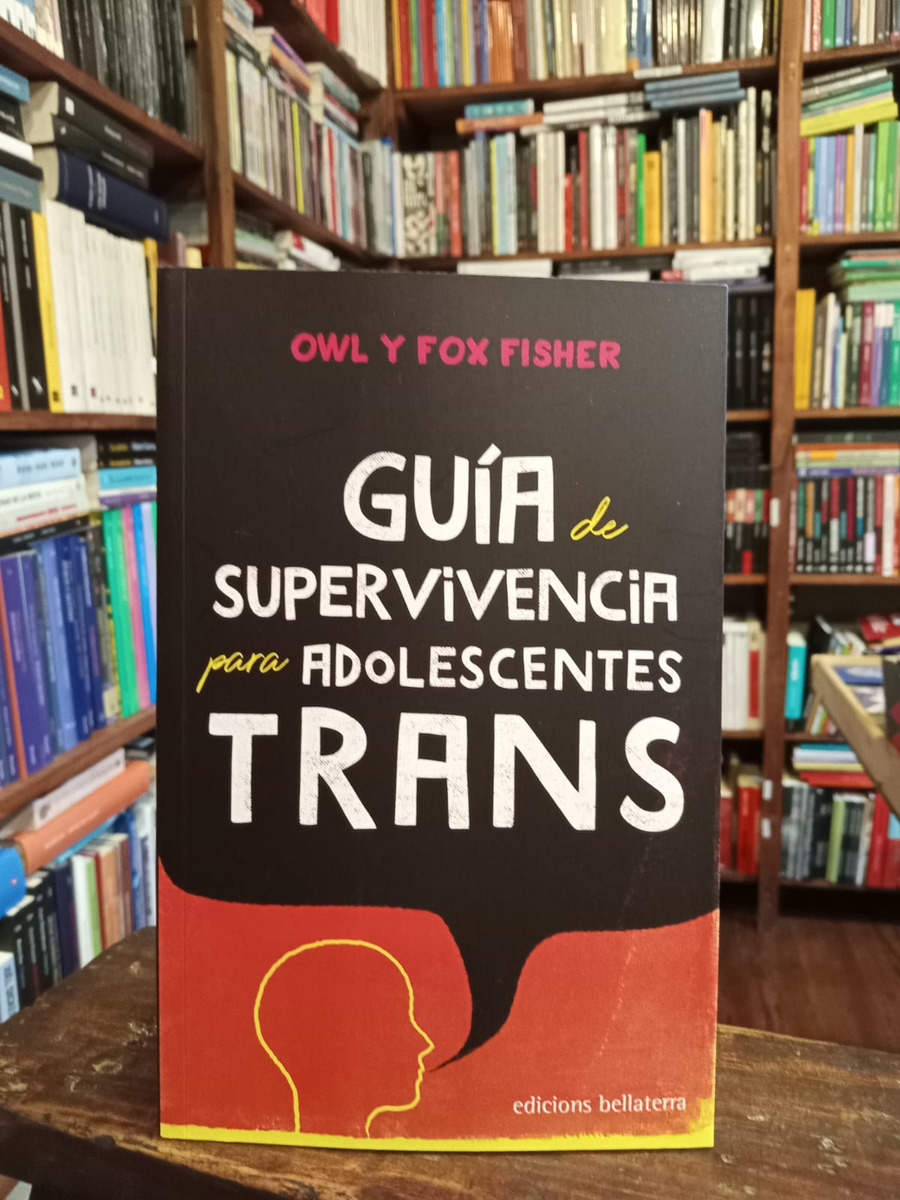 OWL Y FOX FISHER
GUÍA de
SUPERVIVENCIA
para ADOLESCENTES
TRANS
edicions bellaterra